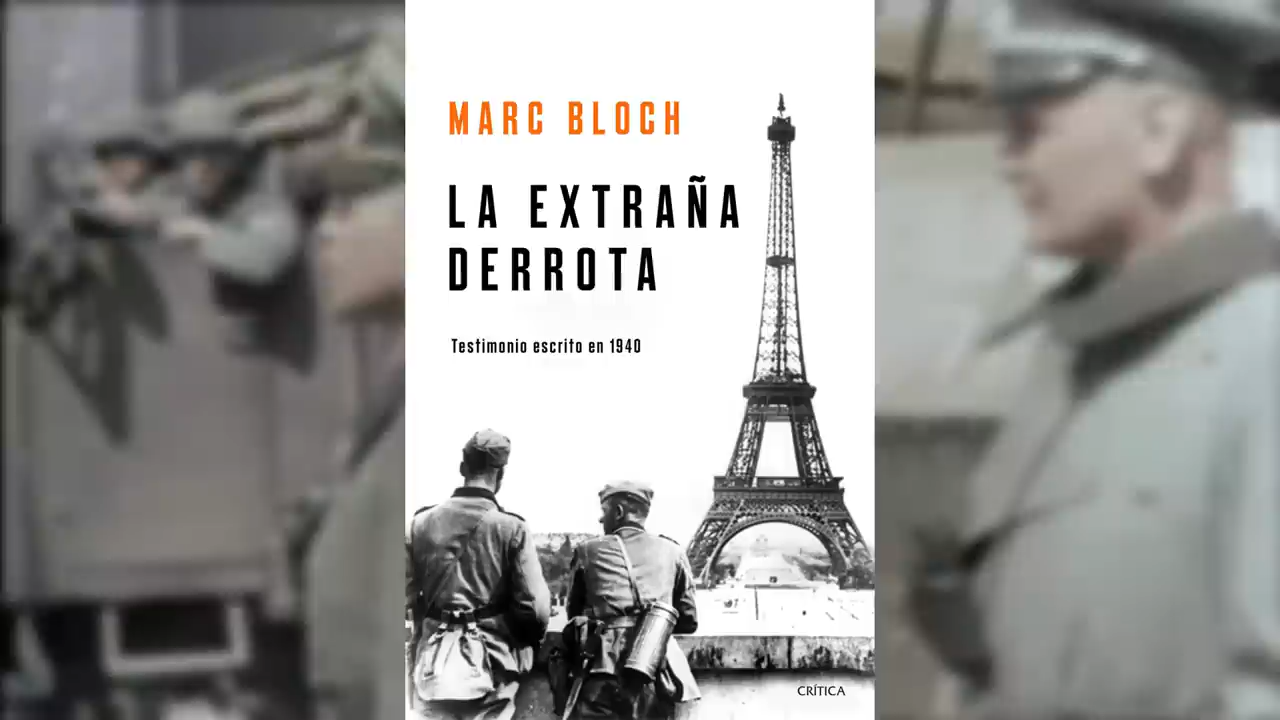 MARC BLOCH
LA EXTRAÑA
DERROTA
Testimonio escrito en 1940
CRÍTICA